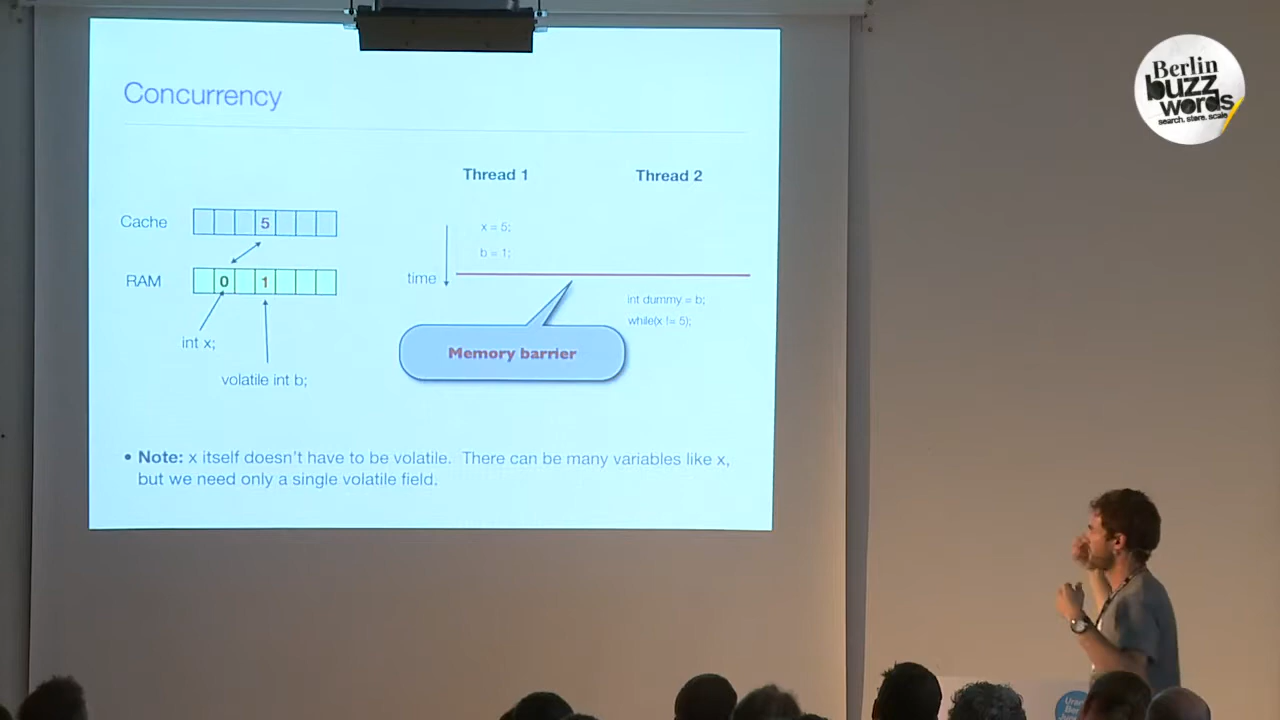 Concurrency
Thread 1
Thread 2
Cache
5
x = 5;
b = 1;
RAM
0
1
time
int dummy = b;
while(x != 5);
int x;
Memory barrier
volatile int b;
• Note: x itself doesn't have to be volatile. There can be many variables like x,
but we need only a single volatile field.
Berlin
buzz
words
search. store. scale